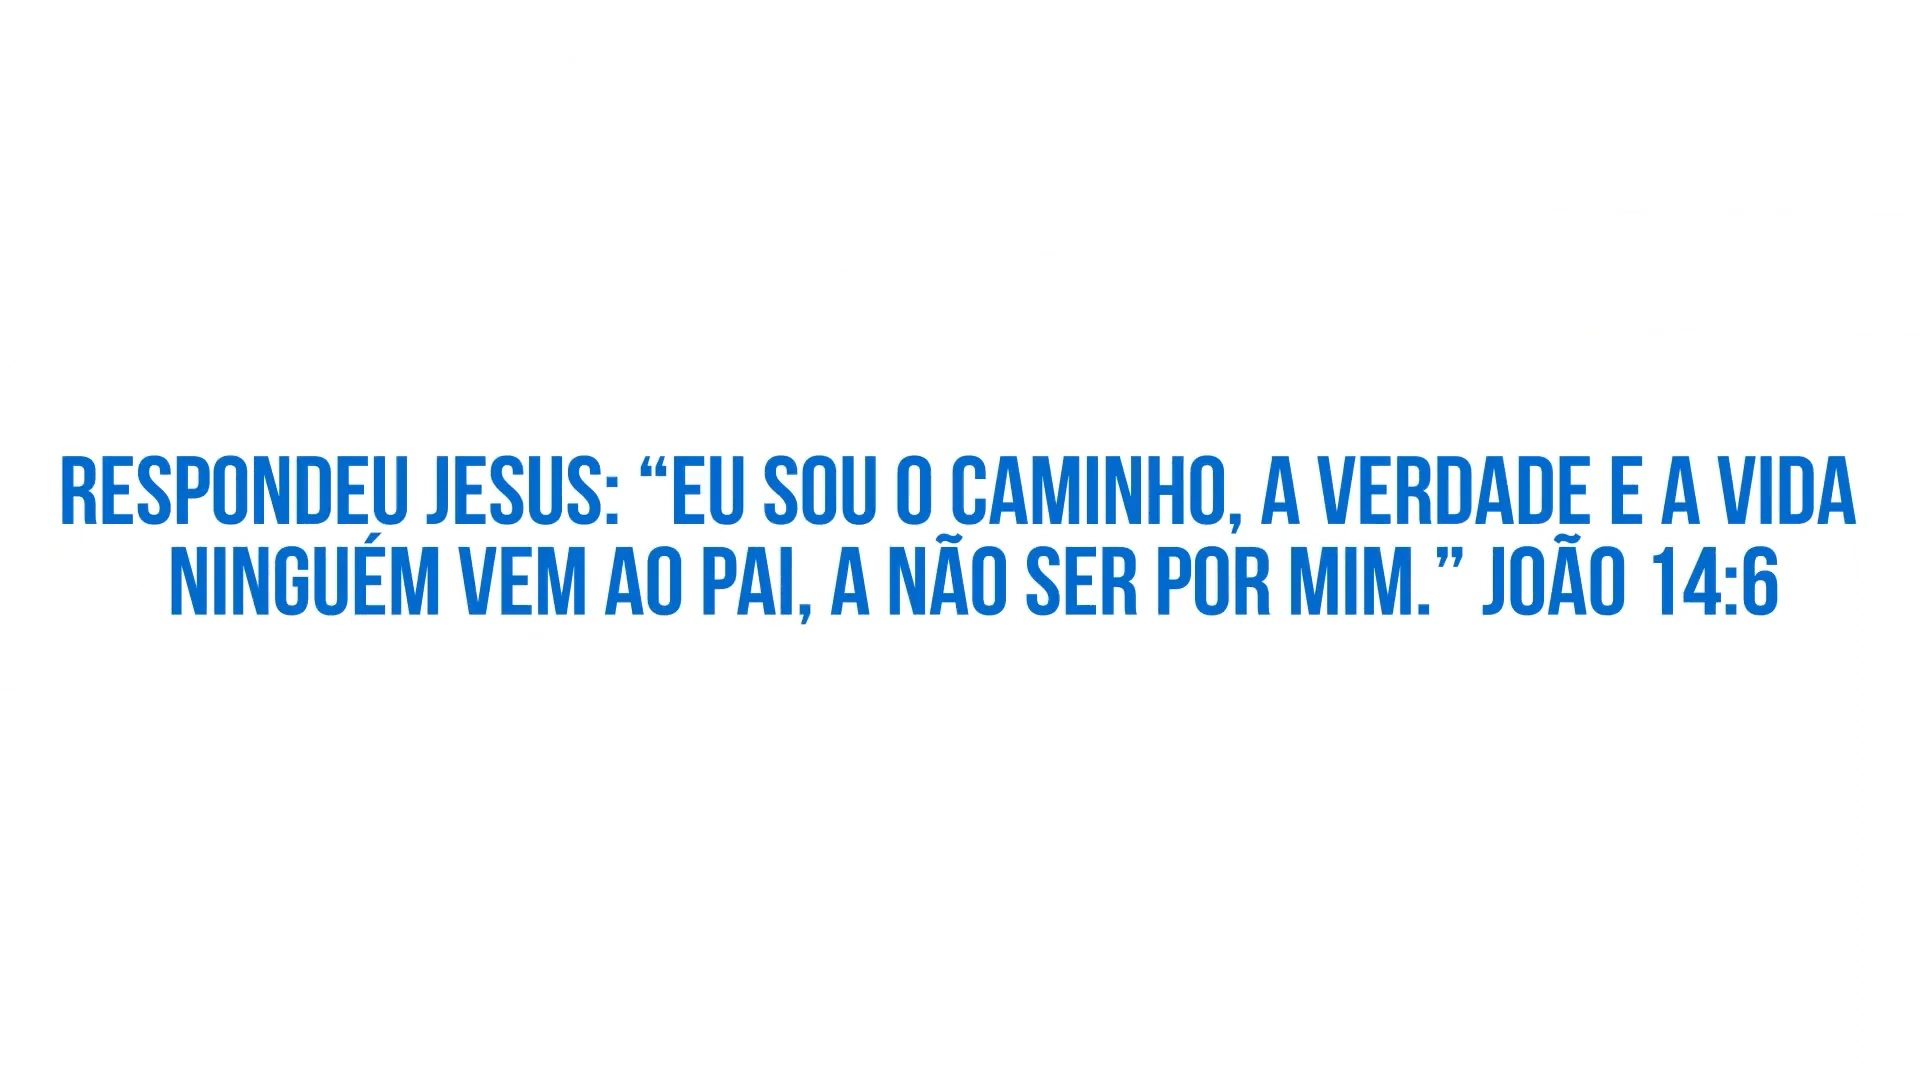 RESPONDEU JESUS: “EU SOU O CAMINHO, A VERDADE E A VIDA
NINGUÉM VEM AO PAI, A NÃO SER POR MIM.” JOÃO 14:6